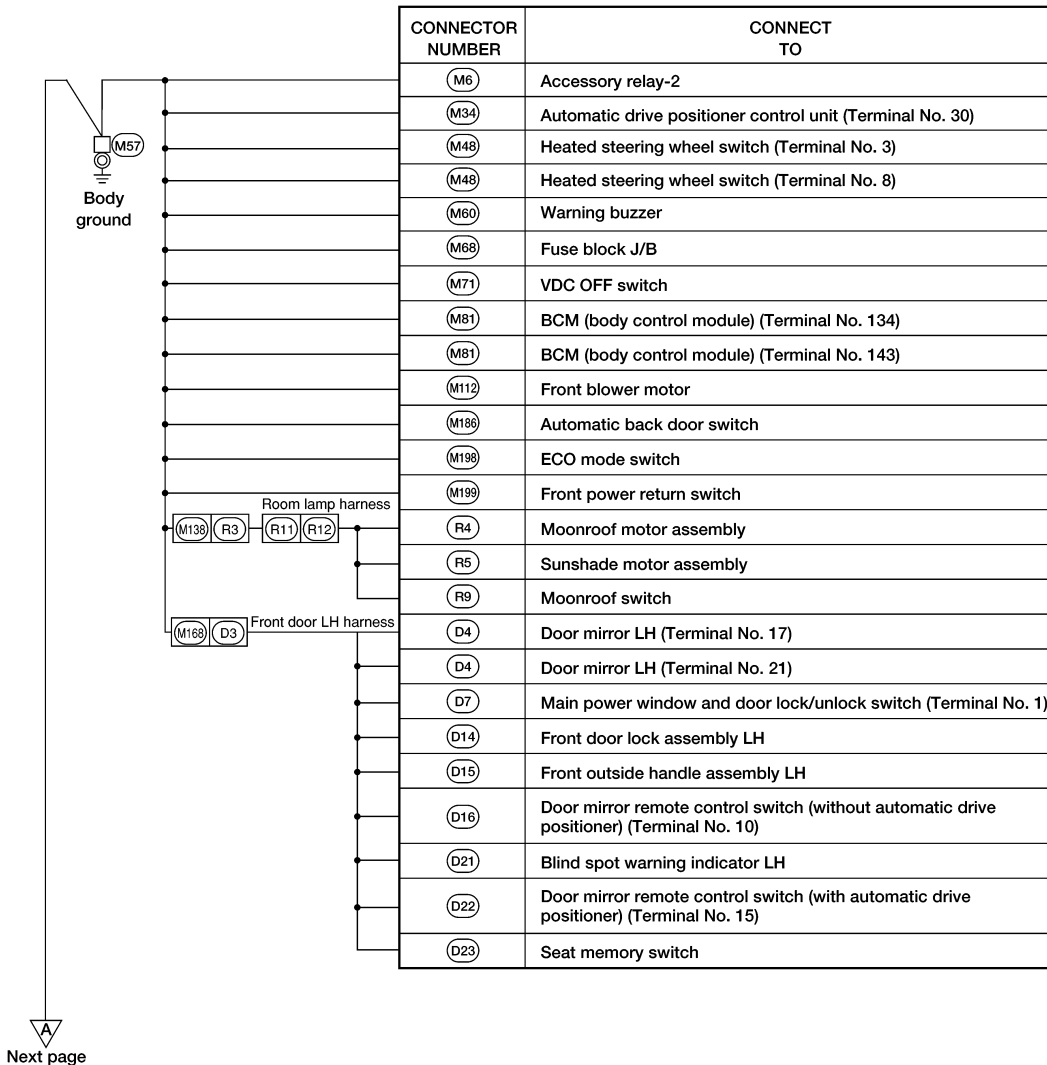 CONNECTOR
NUMBER
CONNECT
TO
M6 Accessory relay-2
M34 Automatic drive positioner control unit (Terminal No. 30)
M57
M48 Heated steering wheel switch (Terminal No. 3)
M48 Heated steering wheel switch (Terminal No. 8)
Body
ground
M60 Warning buzzer
M68 Fuse block J/B
M71 VDC OFF switch
M81 BCM (body control module) (Terminal No. 134)
M81 BCM (body control module) (Terminal No. 143)
M112 Front blower motor
M186 Automatic back door switch
M198 ECO mode switch
M199 Front power return switch
Room lamp harness
M138 R3 R11 R12 R4 Moonroof motor assembly
R5 Sunshade motor assembly
R9 Moonroof switch
Front door LH harness
M168 D3 D4 Door mirror LH (Terminal No. 17)
D4 Door mirror LH (Terminal No. 21)
D7 Main power window and door lock/unlock switch (Terminal No. 1)
D14 Front door lock assembly LH
D15 Front outside handle assembly LH
D16 Door mirror remote control switch (without automatic drive
positioner) (Terminal No. 10)
D21 Blind spot warning indicator LH
D22 Door mirror remote control switch (with automatic drive
positioner) (Terminal No. 15)
D23 Seat memory switch
A
Next page